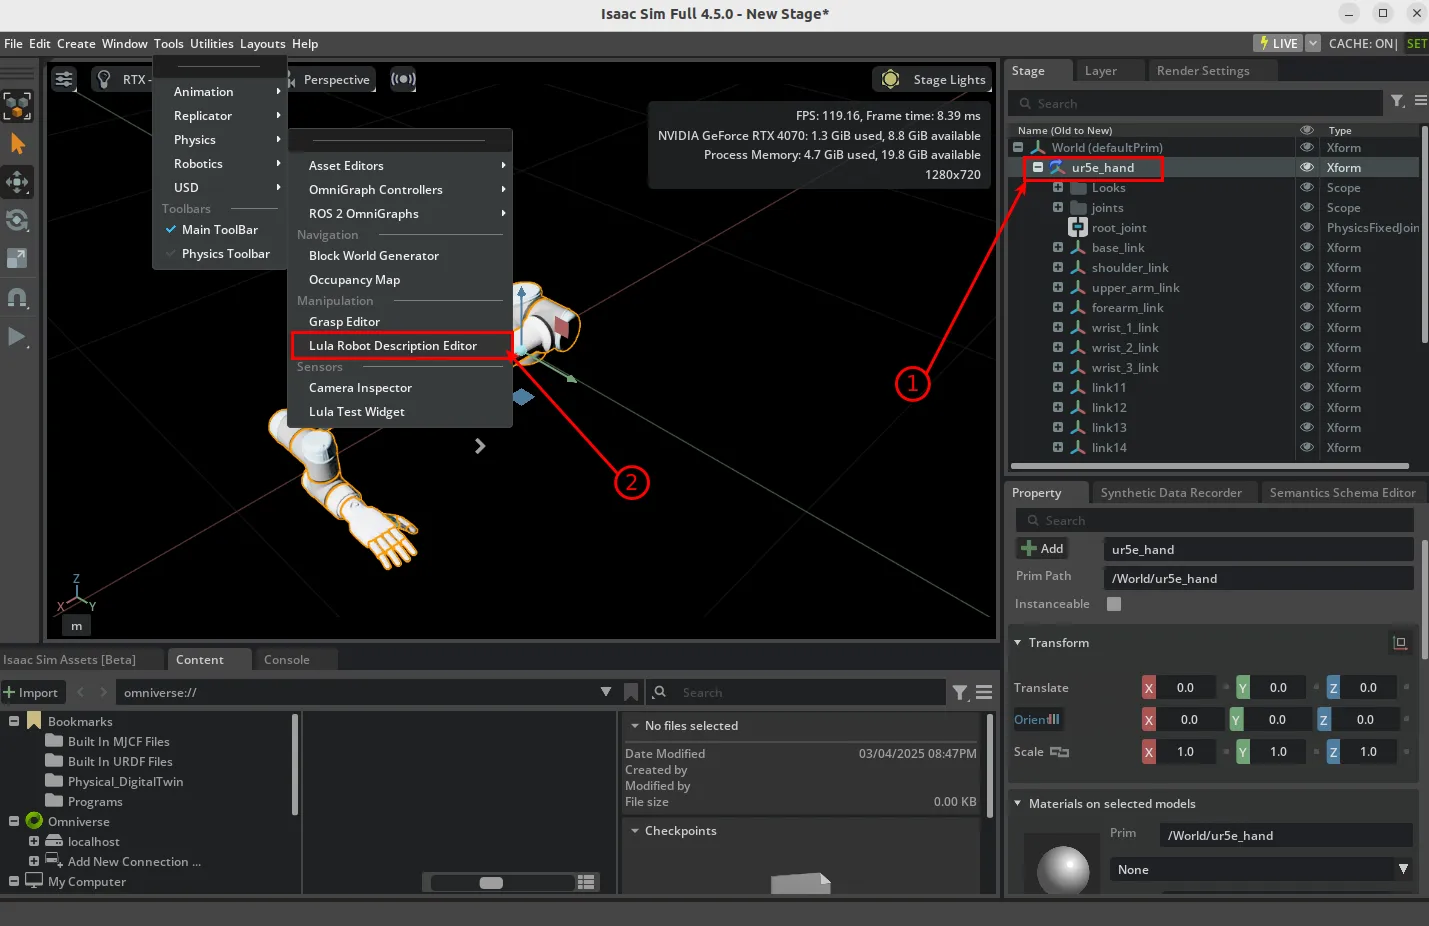 Isaac Sim Full 4.5.0 - New Stage*
File Edit Create Window Tools Utilities Layouts Help
LIVE CACHE: ON| SET
RTX - Perspective Stage Lights
Animation
Replicator
Physics
Robotics
USD
Toolbars
Main ToolBar
Physics Toolbar
Asset Editors
OmniGraph Controllers
ROS 2 OmniGraphs
Navigation
Block World Generator
Occupancy Map
Manipulation
Grasp Editor
Lula Robot Description Editor
Sensors
Camera Inspector
Lula Test Widget
FPS: 119.16, Frame time: 8.39 ms
NVIDIA GeForce RTX 4070: 1.3 GiB used, 8.8 GiB available
Process Memory: 4.7 GiB used, 19.8 GiB available
1280x720
1
2
Z
X Y
m
Stage Layer Render Settings
Search
Name (Old to New) Type
World (defaultPrim) Xform
ur5e_hand Xform
Looks Scope
joints Scope
root_joint PhysicsFixedJoin
base_link Xform
shoulder_link Xform
upper_arm_link Xform
forearm_link Xform
wrist_1_link Xform
wrist_2_link Xform
wrist_3_link Xform
link11 Xform
link12 Xform
link13 Xform
link14 Xform
Property Synthetic Data Recorder Semantics Schema Editor
Search
Add ur5e_hand
Prim Path /World/ur5e_hand
Instanceable
Transform
Translate X 0.0 Y 0.0 Z 0.0
Orient X 0.0 Y 0.0 Z 0.0
Scale X 1.0 Y 1.0 Z 1.0
Materials on selected models
Prim /World/ur5e_hand
None
Isaac Sim Assets [Beta] Content Console
Import omniverse:// Search
Bookmarks
Built In MJCF Files
Built In URDF Files
Physical_DigitalTwin
Programs
Omniverse
localhost
Add New Connection ...
My Computer
No files selected
Date Modified 03/04/2025 08:47PM
Created by
Modified by
File size 0.00 KB
Checkpoints